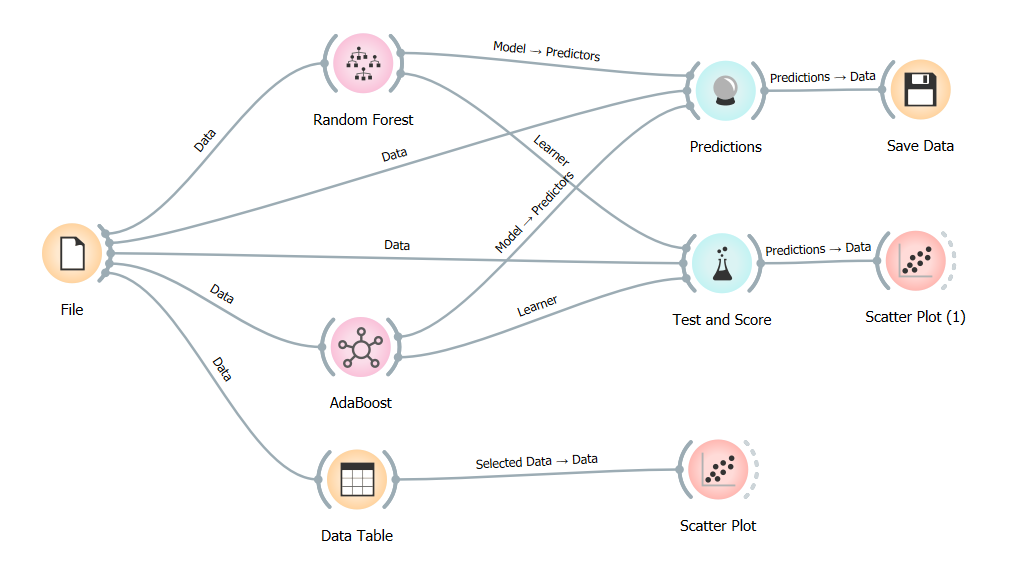 Model → Predictors
Predictions → Data
Random Forest
Data
Learner
Predictions
Save Data
Data
Model → Predictors
Data
Predictions → Data
File
Data
Learner
Test and Score
Scatter Plot (1)
Data
AdaBoost
Selected Data → Data
Data Table
Scatter Plot